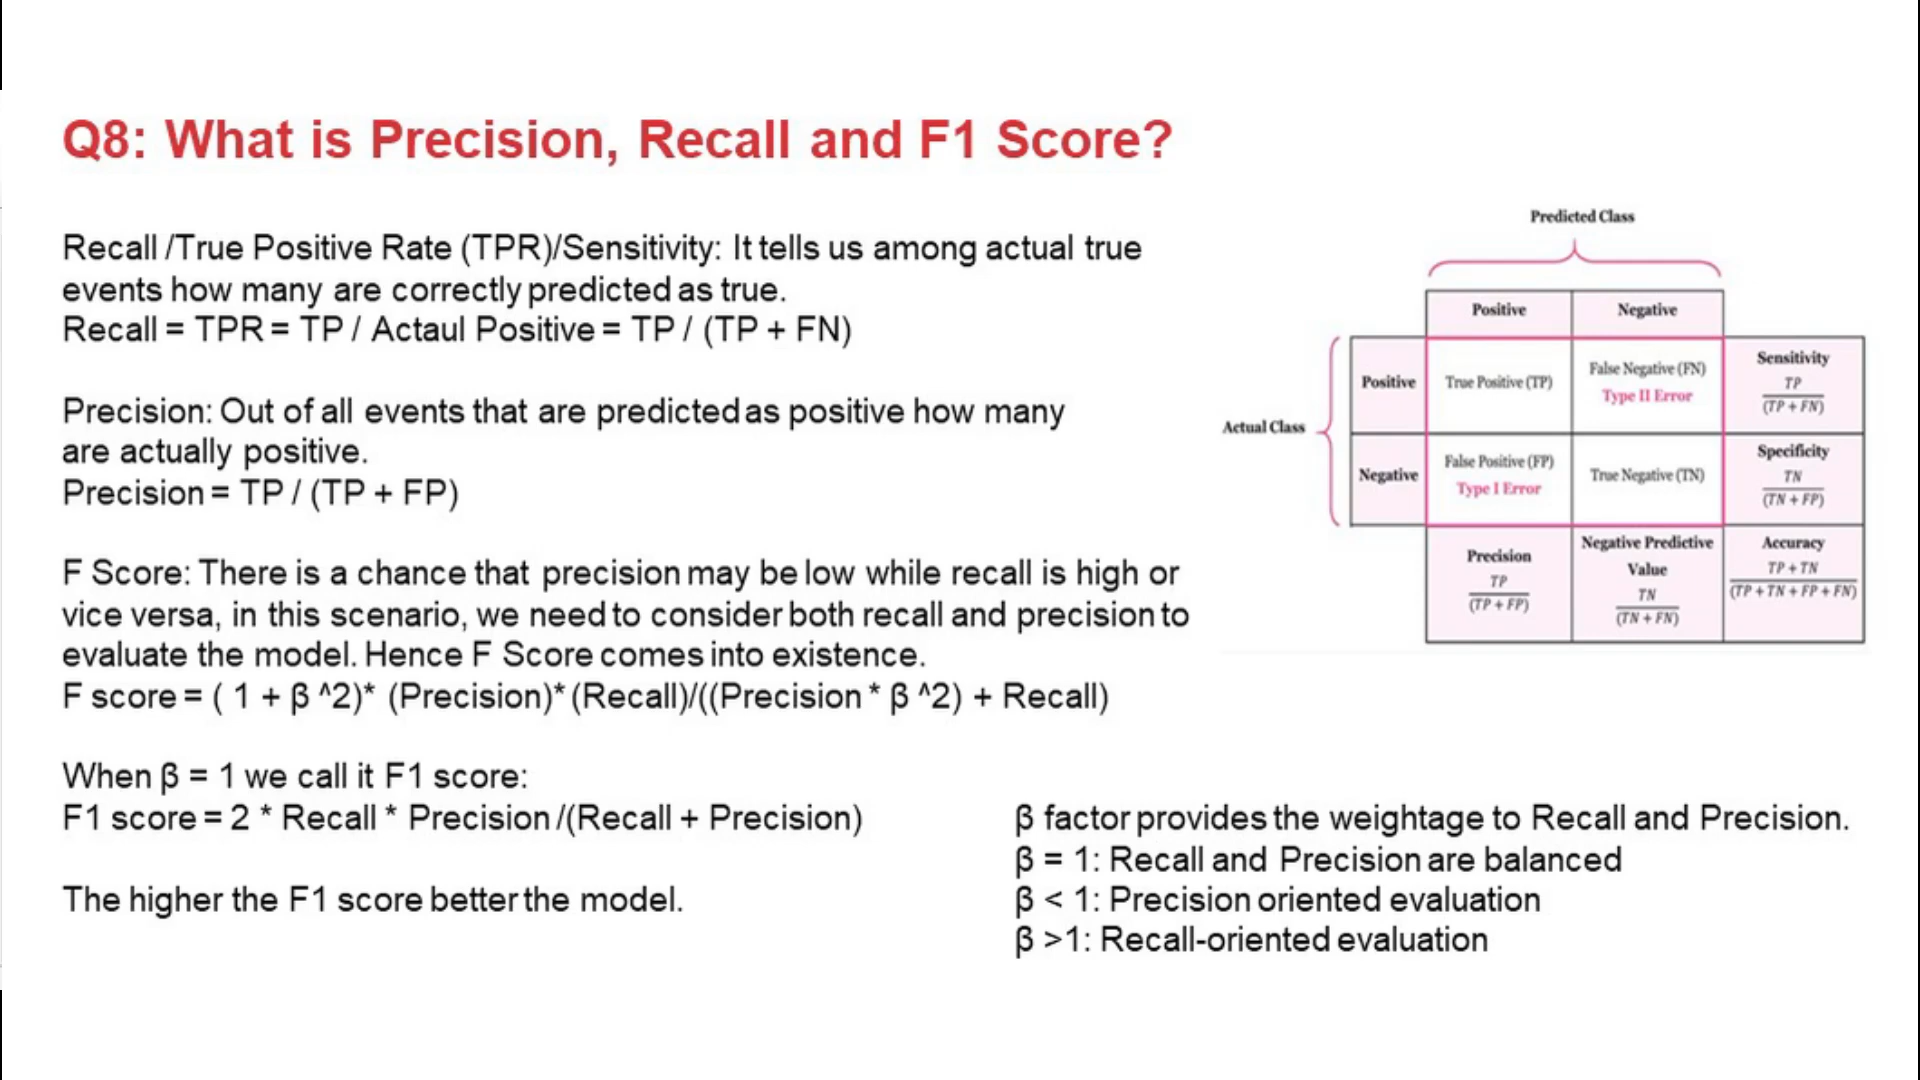 Q8: What is Precision, Recall and F1 Score?
Recall /True Positive Rate (TPR)/Sensitivity: It tells us among actual true
events how many are correctly predicted as true.
Recall = TPR = TP / Actaul Positive = TP / (TP + FN)
Precision: Out of all events that are predicted as positive how many
are actually positive.
Precision = TP / (TP + FP)
F Score: There is a chance that precision may be low while recall is high or
vice versa, in this scenario, we need to consider both recall and precision to
evaluate the model. Hence F Score comes into existence.
F score = ( 1 + β ^2)* (Precision)* (Recall)/((Precision * β ^2) + Recall)
When β = 1 we call it F1 score:
F1 score = 2 * Recall * Precision /(Recall + Precision)
The higher the F1 score better the model.
Predicted Class
Positive
Negative
Actual Class
Positive
True Positive (TP)
False Negative (FN)
Type II Error
Sensitivity
TP
(TP + FN)
Negative
False Positive (FP)
Type I Error
True Negative (TN)
Specificity
TN
(TN + FP)
Precision
TP
(TP + FP)
Negative Predictive
Value
TN
(TN + FN)
Accuracy
TP + TN
(TP + TN + FP + FN)
β factor provides the weightage to Recall and Precision.
β = 1: Recall and Precision are balanced
β < 1: Precision oriented evaluation
β >1: Recall-oriented evaluation